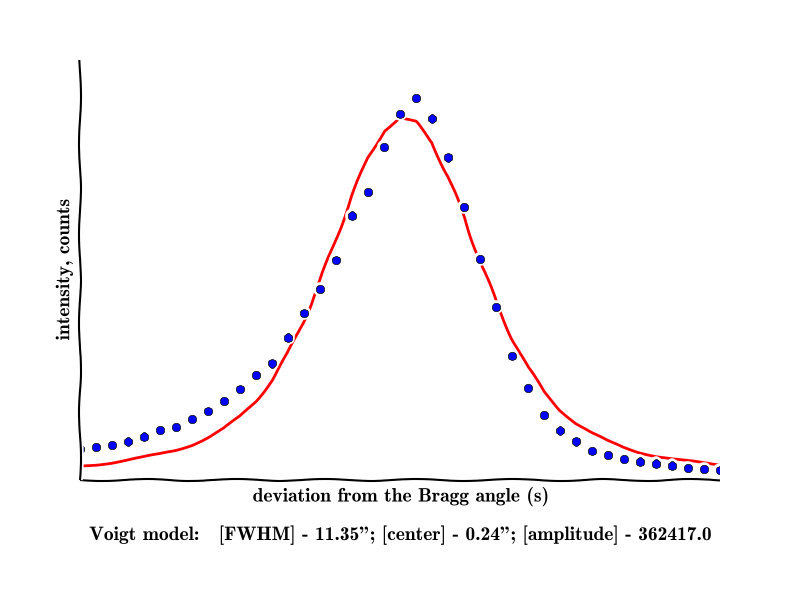 intensity, counts
deviation from the Bragg angle (s)
Voigt model: [FWHM] - 11.35”; [center] - 0.24”; [amplitude] - 362417.0